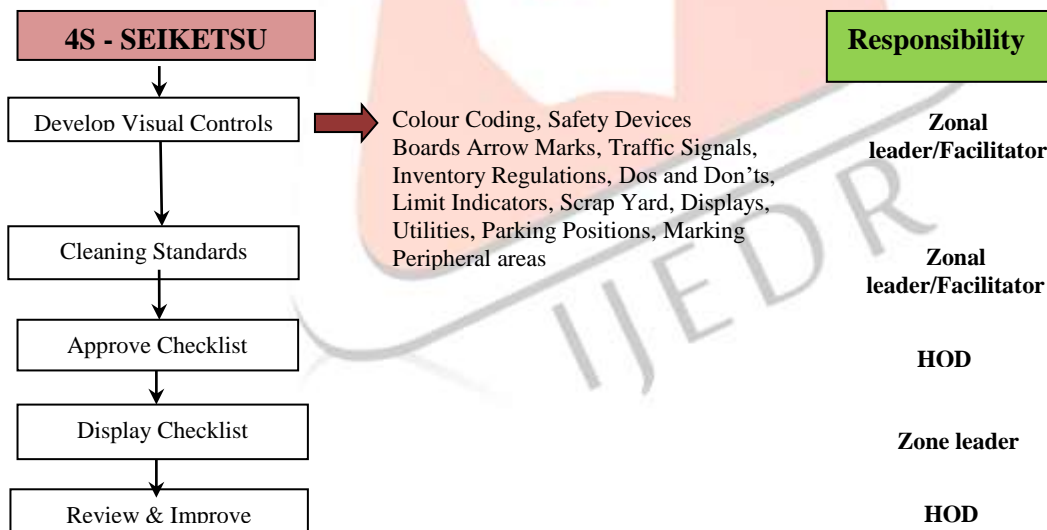 4S - SEIKETSU
Responsibility
Develop Visual Controls
Colour Coding, Safety Devices
Boards Arrow Marks, Traffic Signals,
Inventory Regulations, Dos and Don’ts,
Limit Indicators, Scrap Yard, Displays,
Utilities, Parking Positions, Marking
Peripheral areas
Zonal
leader/Facilitator
Cleaning Standards
Zonal
leader/Facilitator
Approve Checklist
HOD
Display Checklist
Zone leader
Review & Improve
HOD
IJEDR